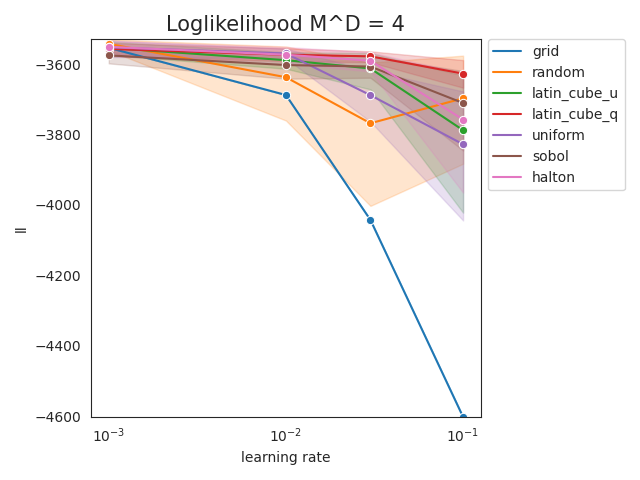 Loglikelihood M^D = 4
grid
random
latin_cube_u
latin_cube_q
uniform
sobol
halton
ll
−3600
−3800
−4000
−4200
−4400
−4600
10^−3
10^−2
10^−1
learning rate